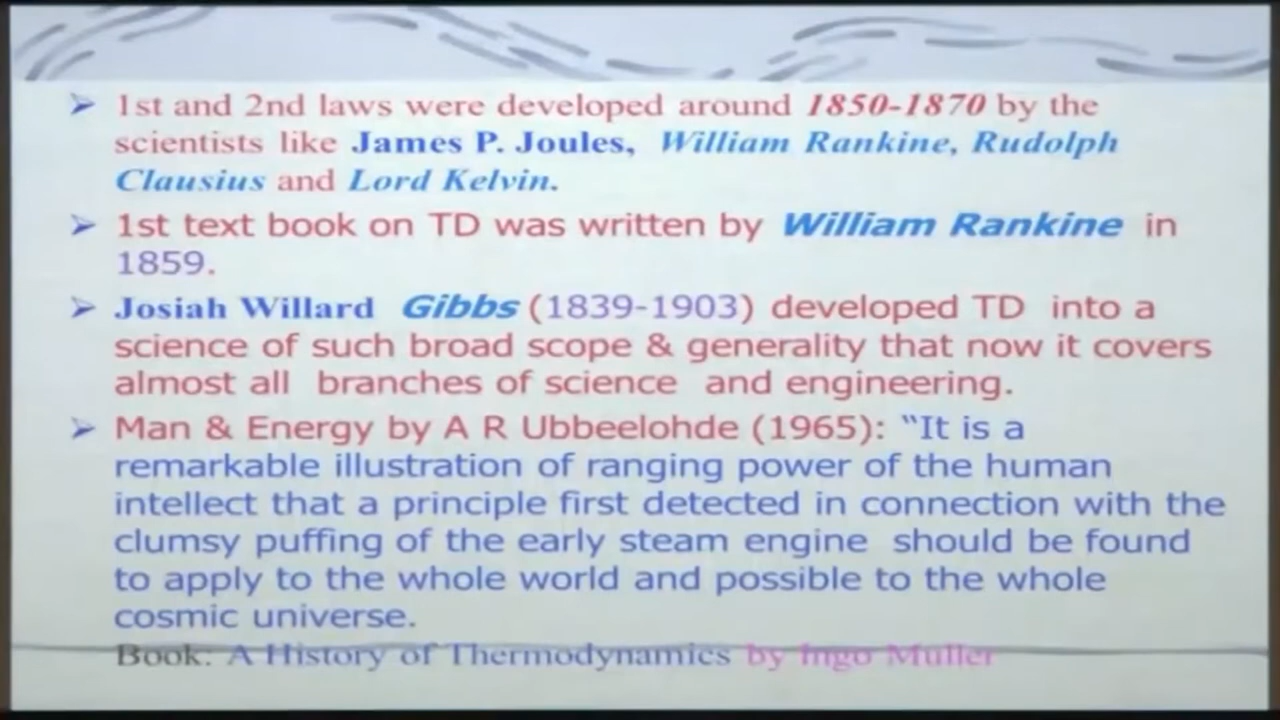 1st and 2nd laws were developed around 1850-1870 by the
scientists like James P. Joules, William Rankine, Rudolph
Clausius and Lord Kelvin.
1st text book on TD was written by William Rankine in
1859.
Josiah Willard Gibbs (1839-1903) developed TD into a
science of such broad scope & generality that now it covers
almost all branches of science and engineering.
Man & Energy by A R Ubbeelohde (1965): “It is a
remarkable illustration of ranging power of the human
intellect that a principle first detected in connection with the
clumsy puffing of the early steam engine should be found
to apply to the whole world and possible to the whole
cosmic universe.
Book: A History of Thermodynamics by Ingo Muller